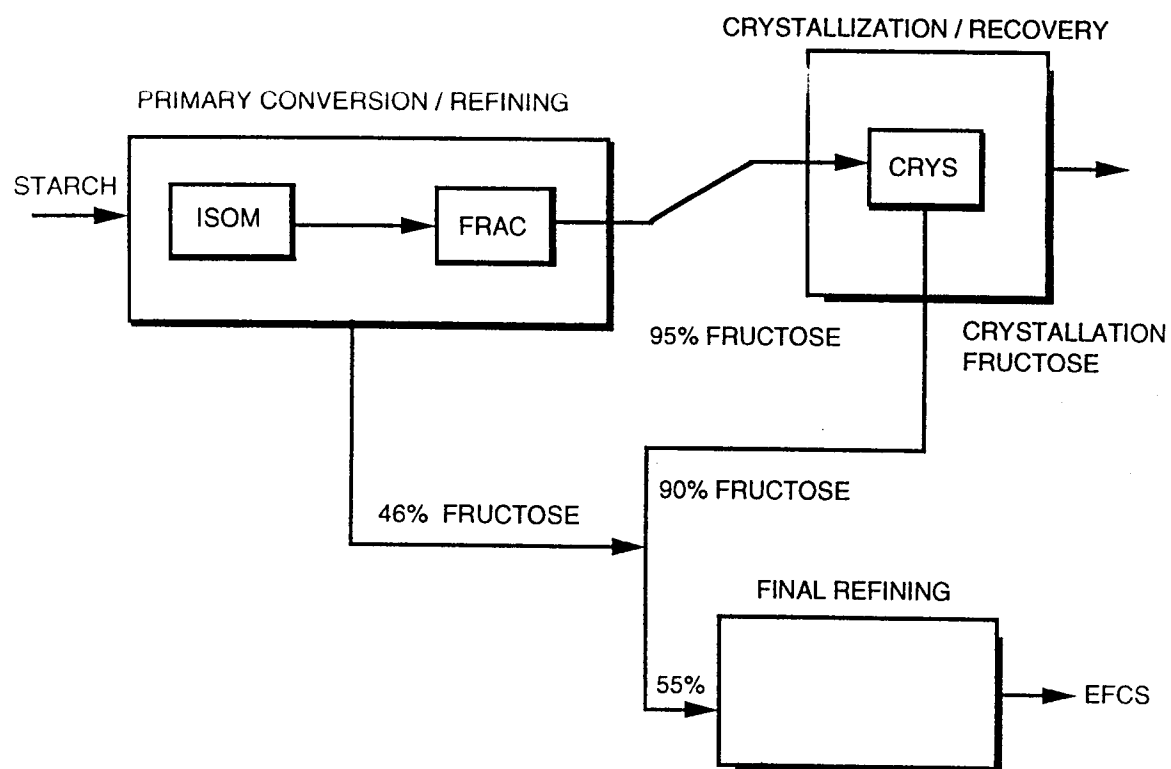 CRYSTALLIZATION / RECOVERY
PRIMARY CONVERSION / REFINING
STARCH
ISOM
FRAC
CRYS
95% FRUCTOSE
CRYSTALLATION
FRUCTOSE
90% FRUCTOSE
46% FRUCTOSE
FINAL REFINING
55%
EFCS